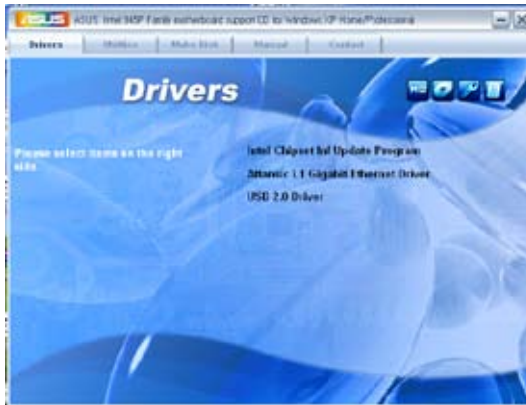 ASUS
ASUS Intel 945P Family motherboard support CD for Windows XP Home/Professional
Drivers
Utilities
Make Disk
Manual
Contact
Drivers
Please select items on the right side.
Intel Chipset Inf Update Program
Attansic L1 Gigabit Ethernet Driver
USB 2.0 Driver